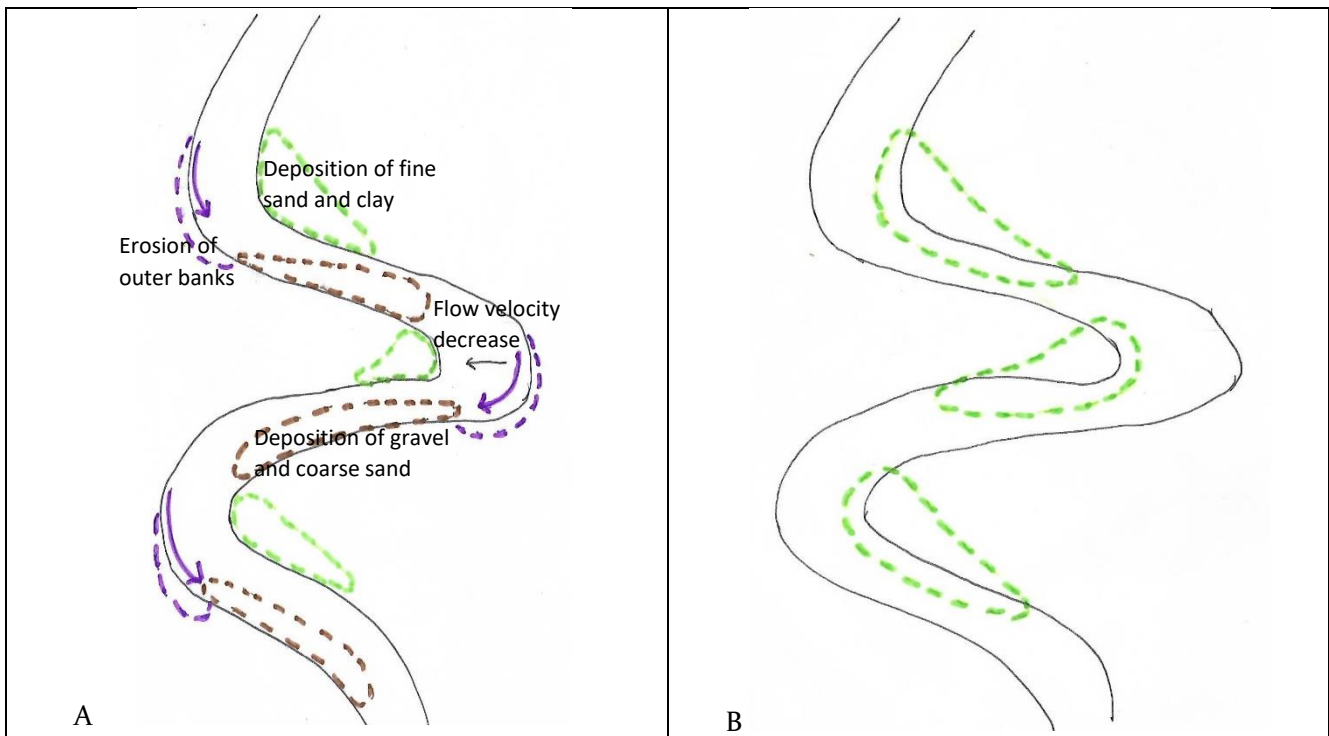 Deposition of fine
sand and clay
Erosion of
outer banks
Flow velocity
decrease
Deposition of gravel
and coarse sand
A
B